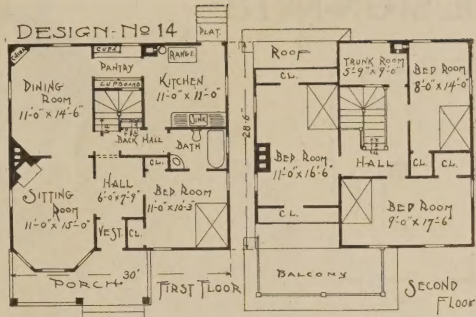 DESIGN-No 14
PLAT.
CUPD
RANGE
PANTRY
KITCHEN
11'-0" x 11'-0"
DINING
ROOM
11'-0" x 14'-6"
CUPBOARD
SINK
BACK HALL
BATH
CL.
SITTING
ROOM
11'-0" x 15'-0"
HALL
6'-0" x 7'-9"
BED ROOM
11'-0" x 10'-3"
VEST.
CL.
30'
PORCH
FIRST FLOOR
ROOF
CL.
TRUNK ROOM
5'-9" x 9'-0"
BED ROOM
8'-0" x 14'-0"
28'-6"
BED ROOM
11'-0" x 16'-6"
HALL
CL.
CL.
CL.
BED ROOM
9'-0" x 17'-6"
BALCONY
SECOND
FLOOR